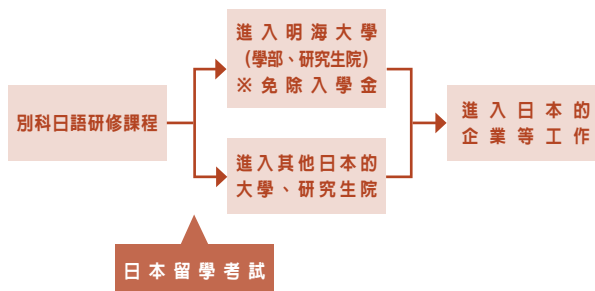 別科日語研修課程
進入明海大學
（學部、研究生院）
※免除入學金
進入其他日本的
大學、研究生院
進入日本的
企業等工作
日本留學考試